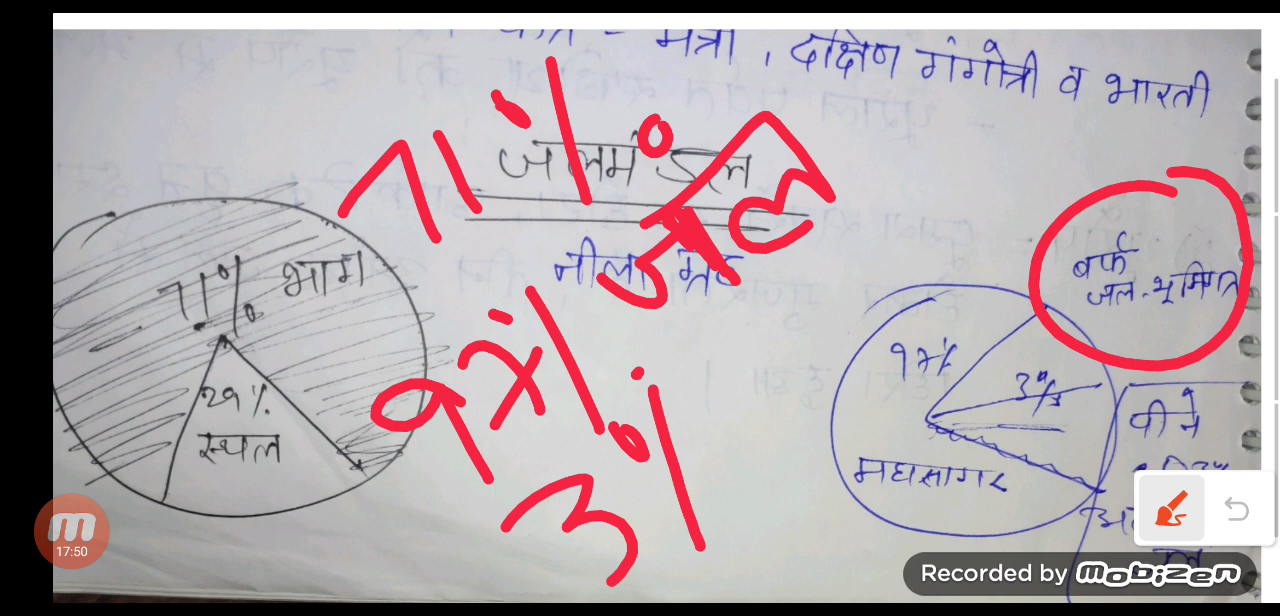 मैत्री, दक्षिण गंगोत्री व भारती
जलमंडल
71%
जल
नीला ग्रह
71% भाग
29%
स्थल
97%
3%
बर्फ
जल-भूमिगत
97%
3%
महासागर
पीने
17:50
Recorded by mobizen